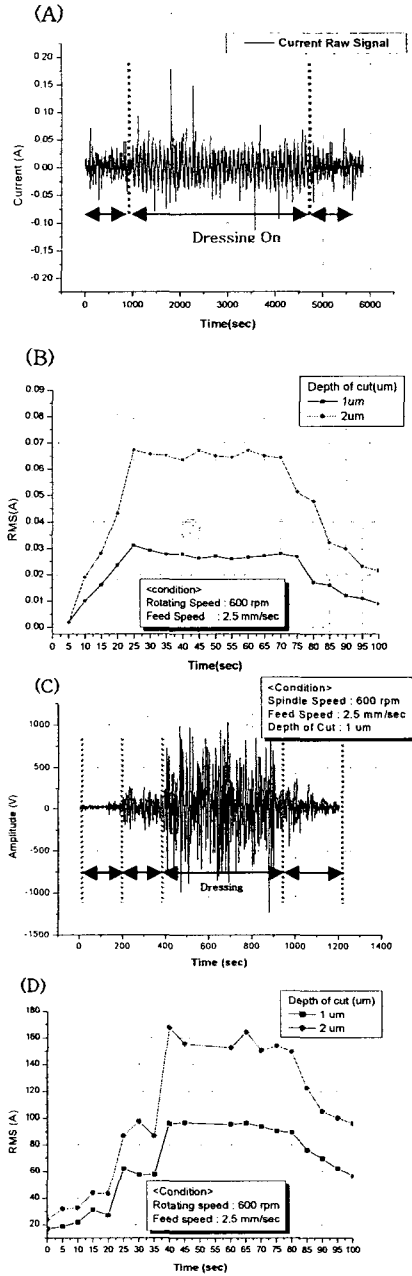 (A)
Current Raw Signal
0.20
0.15
0.10
0.05
0.00
-0.05
-0.10
-0.15
-0.20
Current (A)
Dressing On
0 1000 2000 3000 4000 5000 6000
Time(sec)
(B)
0.09
0.08
0.07
0.06
0.05
0.04
0.03
0.02
0.01
0.00
RMS(A)
Depth of cut(um)
1um
2um
<condition>
Rotating Speed : 600 rpm
Feed Speed : 2.5 mm/sec
0 5 10 15 20 25 30 35 40 45 50 55 60 65 70 75 80 85 90 95 100
Time(sec)
(C)
<Condition>
Spindle Speed : 600 rpm
Feed Speed : 2.5 mm/sec
Depth of Cut : 1 um
1000
500
0
-500
-1000
-1500
Amplitude (V)
Dressing
0 200 400 600 800 1000 1200 1400
Time (sec)
(D)
180
160
140
120
100
80
60
40
20
RMS (A)
Depth of cut (um)
1 um
2 um
<Condition>
Rotating speed : 600 rpm
Feed speed : 2.5 mm/sec
0 5 10 15 20 25 30 35 40 45 50 55 60 65 70 75 80 85 90 95 100
Time (sec)